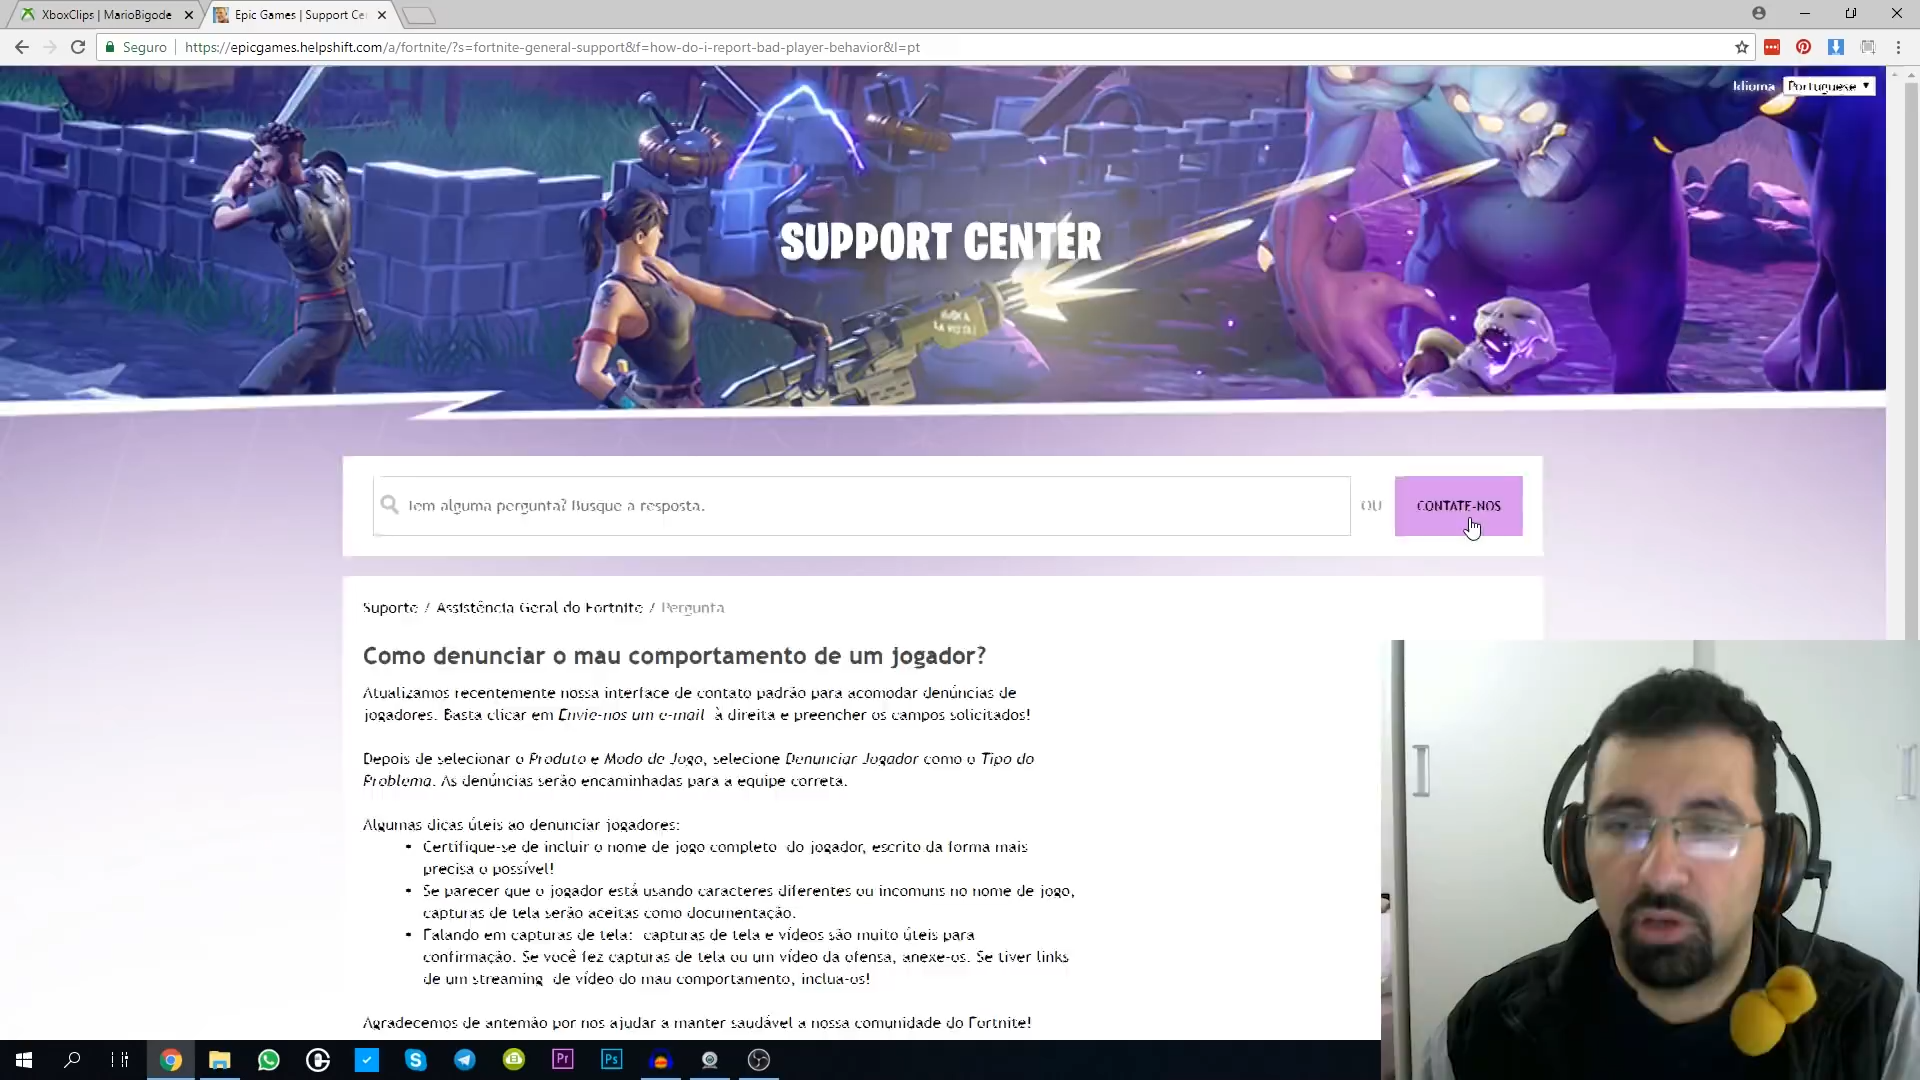 XboxClips | MarioBigode
Epic Games | Support Ce
Seguro
https://epicgames.helpshift.com/a/fortnite/?s=fortnite-general-support&f=how-do-i-report-bad-player-behavior&l=pt
Idioma
Portuguese
SUPPORT CENTER
Tem alguma pergunta? Busque a resposta.
OU
CONTATE-NOS
Suporte / Assistência Geral do Fortnite / Pergunta
Como denunciar o mau comportamento de um jogador?
Atualizamos recentemente nossa interface de contato padrão para acomodar denúncias de
jogadores. Basta clicar em Envie-nos um e-mail à direita e preencher os campos solicitados!
Depois de selecionar o Produto e Modo de Jogo, selecione Denunciar Jogador como o Tipo do
Problema. As denúncias serão encaminhadas para a equipe correta.
Algumas dicas úteis ao denunciar jogadores:
• Certifique-se de incluir o nome de jogo completo do jogador, escrito da forma mais
precisa o possível!
• Se parecer que o jogador está usando caracteres diferentes ou incomuns no nome de jogo,
capturas de tela serão aceitas como documentação.
• Falando em capturas de tela: capturas de tela e vídeos são muito úteis para
confirmação. Se você fez capturas de tela ou um vídeo da ofensa, anexe-os. Se tiver links
de um streaming de vídeo do mau comportamento, inclua-os!
Agradecemos de antemão por nos ajudar a manter saudável a nossa comunidade do Fortnite!
Pr
Ps